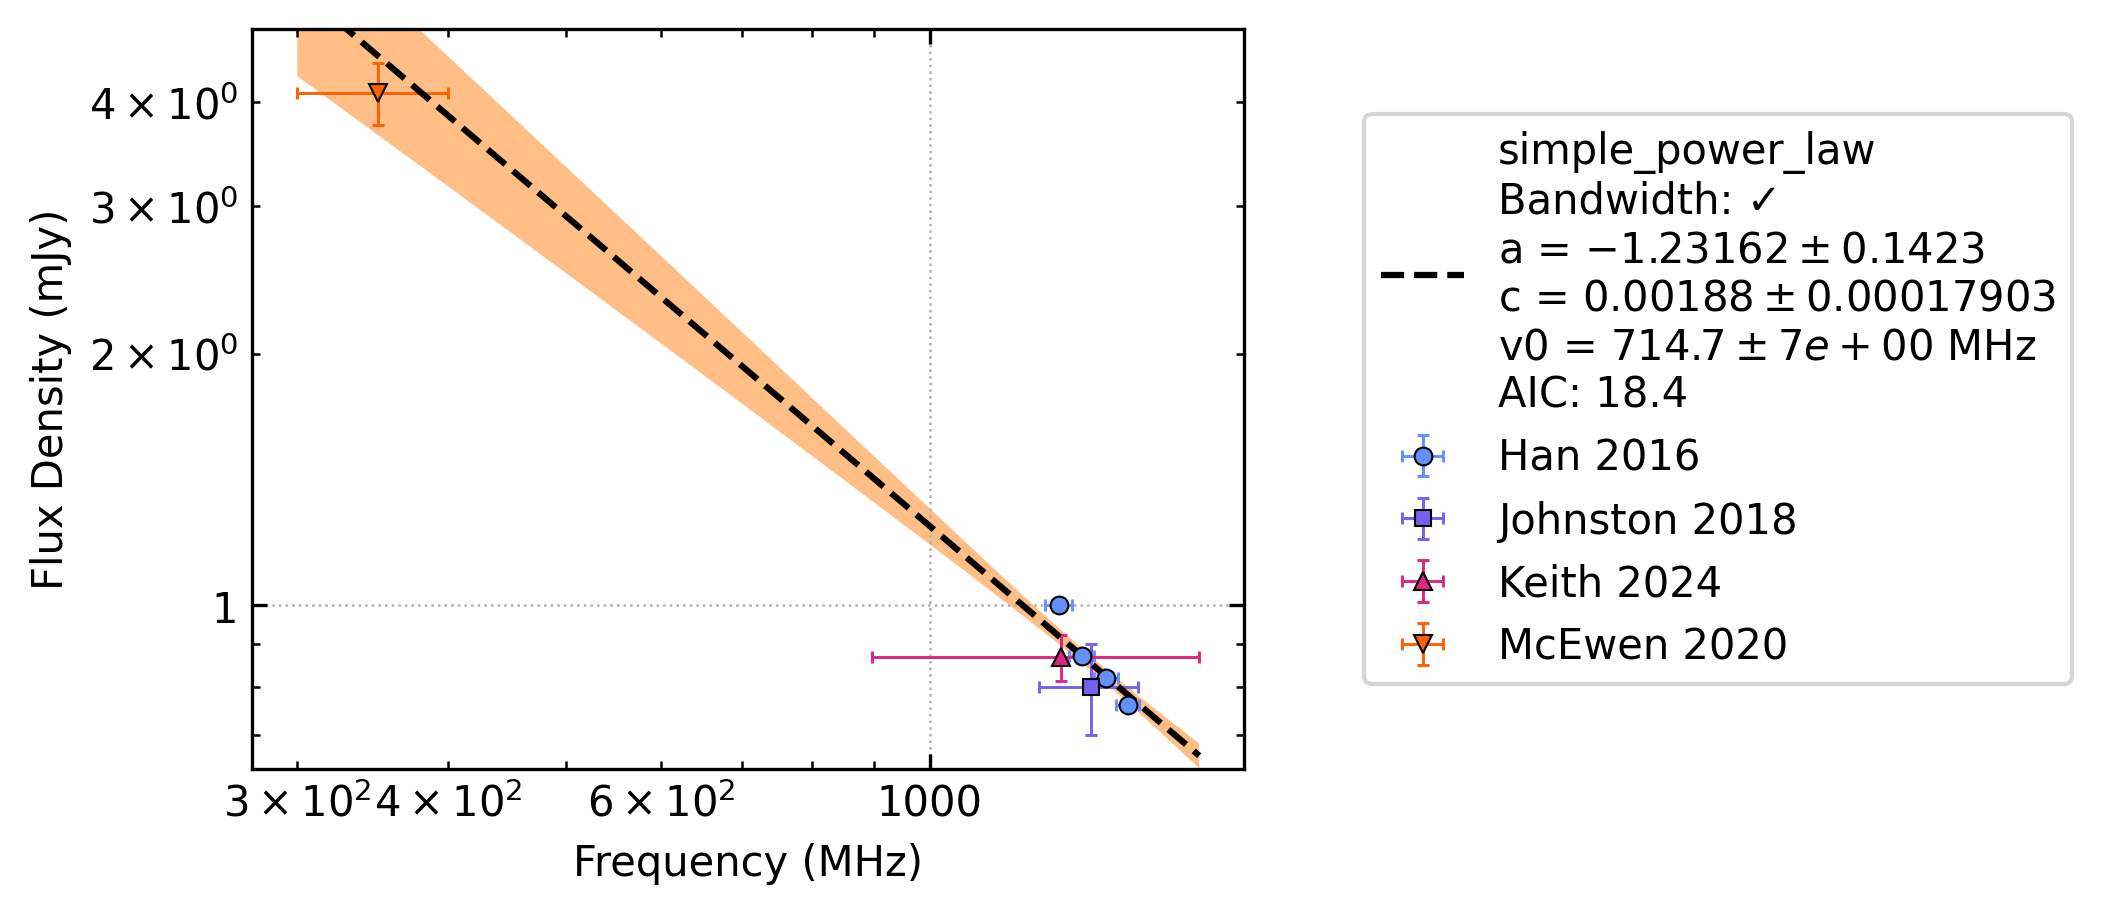 Flux Density (mJy)
4 × 10⁰
3 × 10⁰
2 × 10⁰
1
3 × 10² 4 × 10² 6 × 10² 1000
Frequency (MHz)
simple_power_law
Bandwidth: ✓
a = −1.23162 ± 0.1423
c = 0.00188 ± 0.00017903
v0 = 714.7 ± 7e + 00 MHz
AIC: 18.4
Han 2016
Johnston 2018
Keith 2024
McEwen 2020